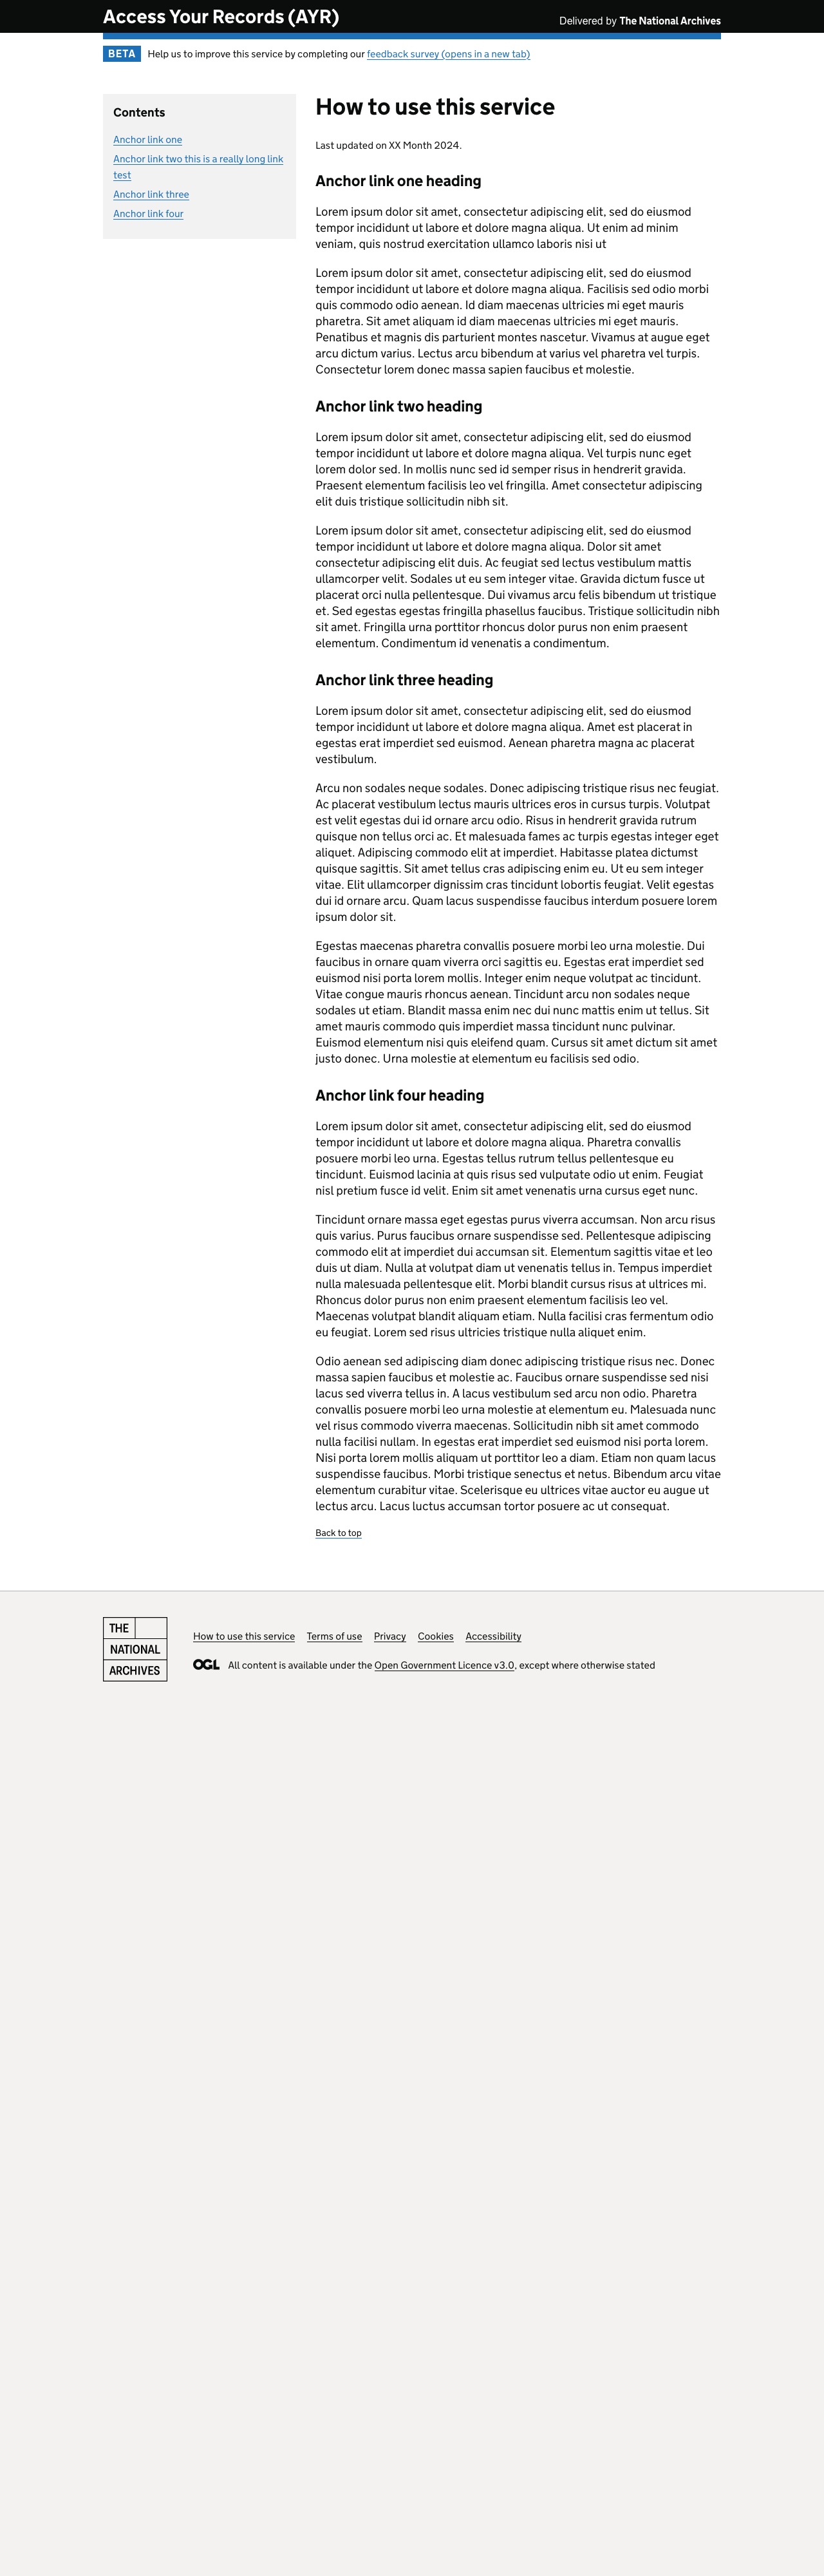 Access Your Records (AYR)
Delivered by The National Archives
BETA Help us to improve this service by completing our feedback survey (opens in a new tab)
Contents
Anchor link one
Anchor link two this is a really long link
test
Anchor link three
Anchor link four
How to use this service
Last updated on XX Month 2024.
Anchor link one heading
Lorem ipsum dolor sit amet, consectetur adipiscing elit, sed do eiusmod
tempor incididunt ut labore et dolore magna aliqua. Ut enim ad minim
veniam, quis nostrud exercitation ullamco laboris nisi ut
Lorem ipsum dolor sit amet, consectetur adipiscing elit, sed do eiusmod
tempor incididunt ut labore et dolore magna aliqua. Facilisis sed odio morbi
quis commodo odio aenean. Id diam maecenas ultricies mi eget mauris
pharetra. Sit amet aliquam id diam maecenas ultricies mi eget mauris.
Penatibus et magnis dis parturient montes nascetur. Vivamus at augue eget
arcu dictum varius. Lectus arcu bibendum at varius vel pharetra vel turpis.
Consectetur lorem donec massa sapien faucibus et molestie.
Anchor link two heading
Lorem ipsum dolor sit amet, consectetur adipiscing elit, sed do eiusmod
tempor incididunt ut labore et dolore magna aliqua. Vel turpis nunc eget
lorem dolor sed. In mollis nunc sed id semper risus in hendrerit gravida.
Praesent elementum facilisis leo vel fringilla. Amet consectetur adipiscing
elit duis tristique sollicitudin nibh sit.
Lorem ipsum dolor sit amet, consectetur adipiscing elit, sed do eiusmod
tempor incididunt ut labore et dolore magna aliqua. Dolor sit amet
consectetur adipiscing elit duis. Ac feugiat sed lectus vestibulum mattis
ullamcorper velit. Sodales ut eu sem integer vitae. Gravida dictum fusce ut
placerat orci nulla pellentesque. Dui vivamus arcu felis bibendum ut tristique
et. Sed egestas egestas fringilla phasellus faucibus. Tristique sollicitudin nibh
sit amet. Fringilla urna porttitor rhoncus dolor purus non enim praesent
elementum. Condimentum id venenatis a condimentum.
Anchor link three heading
Lorem ipsum dolor sit amet, consectetur adipiscing elit, sed do eiusmod
tempor incididunt ut labore et dolore magna aliqua. Amet est placerat in
egestas erat imperdiet sed euismod. Aenean pharetra magna ac placerat
vestibulum.
Arcu non sodales neque sodales. Donec adipiscing tristique risus nec feugiat.
Ac placerat vestibulum lectus mauris ultrices eros in cursus turpis. Volutpat
est velit egestas dui id ornare arcu odio. Risus in hendrerit gravida rutrum
quisque non tellus orci ac. Et malesuada fames ac turpis egestas integer eget
aliquet. Adipiscing commodo elit at imperdiet. Habitasse platea dictumst
quisque sagittis. Sit amet tellus cras adipiscing enim eu. Ut eu sem integer
vitae. Elit ullamcorper dignissim cras tincidunt lobortis feugiat. Velit egestas
dui id ornare arcu. Quam lacus suspendisse faucibus interdum posuere lorem
ipsum dolor sit.
Egestas maecenas pharetra convallis posuere morbi leo urna molestie. Dui
faucibus in ornare quam viverra orci sagittis eu. Egestas erat imperdiet sed
euismod nisi porta lorem mollis. Integer enim neque volutpat ac tincidunt.
Vitae congue mauris rhoncus aenean. Tincidunt arcu non sodales neque
sodales ut etiam. Blandit massa enim nec dui nunc mattis enim ut tellus. Sit
amet mauris commodo quis imperdiet massa tincidunt nunc pulvinar.
Euismod elementum nisi quis eleifend quam. Cursus sit amet dictum sit amet
justo donec. Urna molestie at elementum eu facilisis sed odio.
Anchor link four heading
Lorem ipsum dolor sit amet, consectetur adipiscing elit, sed do eiusmod
tempor incididunt ut labore et dolore magna aliqua. Pharetra convallis
posuere morbi leo urna. Egestas tellus rutrum tellus pellentesque eu
tincidunt. Euismod lacinia at quis risus sed vulputate odio ut enim. Feugiat
nisl pretium fusce id velit. Enim sit amet venenatis urna cursus eget nunc.
Tincidunt ornare massa eget egestas purus viverra accumsan. Non arcu risus
quis varius. Purus faucibus ornare suspendisse sed. Pellentesque adipiscing
commodo elit at imperdiet dui accumsan sit. Elementum sagittis vitae et leo
duis ut diam. Nulla at volutpat diam ut venenatis tellus in. Tempus imperdiet
nulla malesuada pellentesque elit. Morbi blandit cursus risus at ultrices mi.
Rhoncus dolor purus non enim praesent elementum facilisis leo vel.
Maecenas volutpat blandit aliquam etiam. Nulla facilisi cras fermentum odio
eu feugiat. Lorem sed risus ultricies tristique nulla aliquet enim.
Odio aenean sed adipiscing diam donec adipiscing tristique risus nec. Donec
massa sapien faucibus et molestie ac. Faucibus ornare suspendisse sed nisi
lacus sed viverra tellus in. A lacus vestibulum sed arcu non odio. Pharetra
convallis posuere morbi leo urna molestie at elementum eu. Malesuada nunc
vel risus commodo viverra maecenas. Sollicitudin nibh sit amet commodo
nulla facilisi nullam. In egestas erat imperdiet sed euismod nisi porta lorem.
Nisi porta lorem mollis aliquam ut porttitor leo a diam. Etiam non quam lacus
suspendisse faucibus. Morbi tristique senectus et netus. Bibendum arcu vitae
elementum curabitur vitae. Scelerisque eu ultrices vitae auctor eu augue ut
lectus arcu. Lacus luctus accumsan tortor posuere ac ut consequat.
Back to top
THE
NATIONAL
ARCHIVES
How to use this service Terms of use Privacy Cookies Accessibility
OGL All content is available under the Open Government Licence v3.0, except where otherwise stated